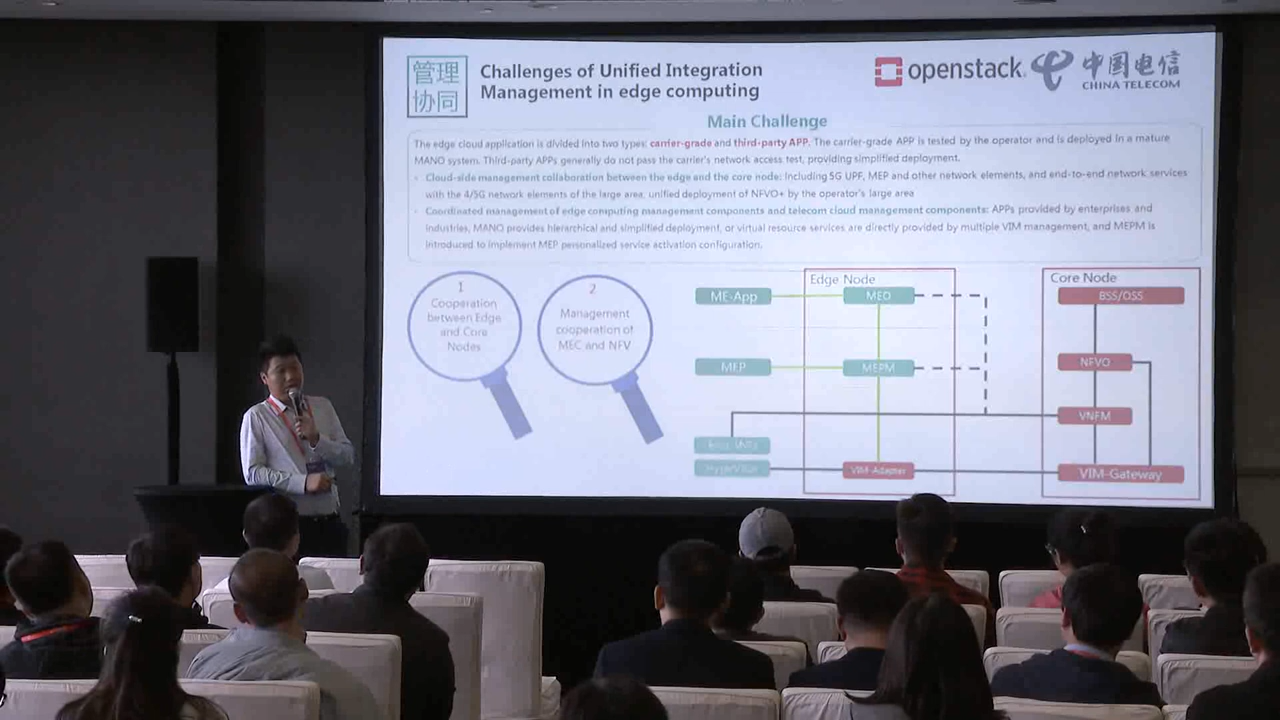 管理
协同
Challenges of Unified Integration
Management in edge computing
openstack.
中国电信
CHINA TELECOM
Main Challenge
The edge cloud application is divided into two types: carrier-grade and third-party APP. The carrier-grade APP is tested by the operator and is deployed in a mature
MANO system. Third-party APPs generally do not pass the carrier's network access test, providing simplified deployment.
• Cloud-side management collaboration between the edge and the core node: Including 5G UPF, MEP and other network elements, and end-to-end network services
with the 4/5G network elements of the large area, unified deployment of NFVO+ by the operator's large area
• Coordinated management of edge computing management components and telecom cloud management components: APPs provided by enterprises and
industries, MANO provides hierarchical and simplified deployment, or virtual resource services are directly provided by multiple VIM management, and MEPM is
introduced to implement MEP personalized service activation configuration.
1
Cooperation
between Edge
and Core
Nodes
2
Management
cooperation of
MEC and NFV
Edge Node
Core Node
ME-App
MEO
BSS/OSS
NFVO
MEP
MEPM
VNFM
VIM-Adapter
VIM-Gateway